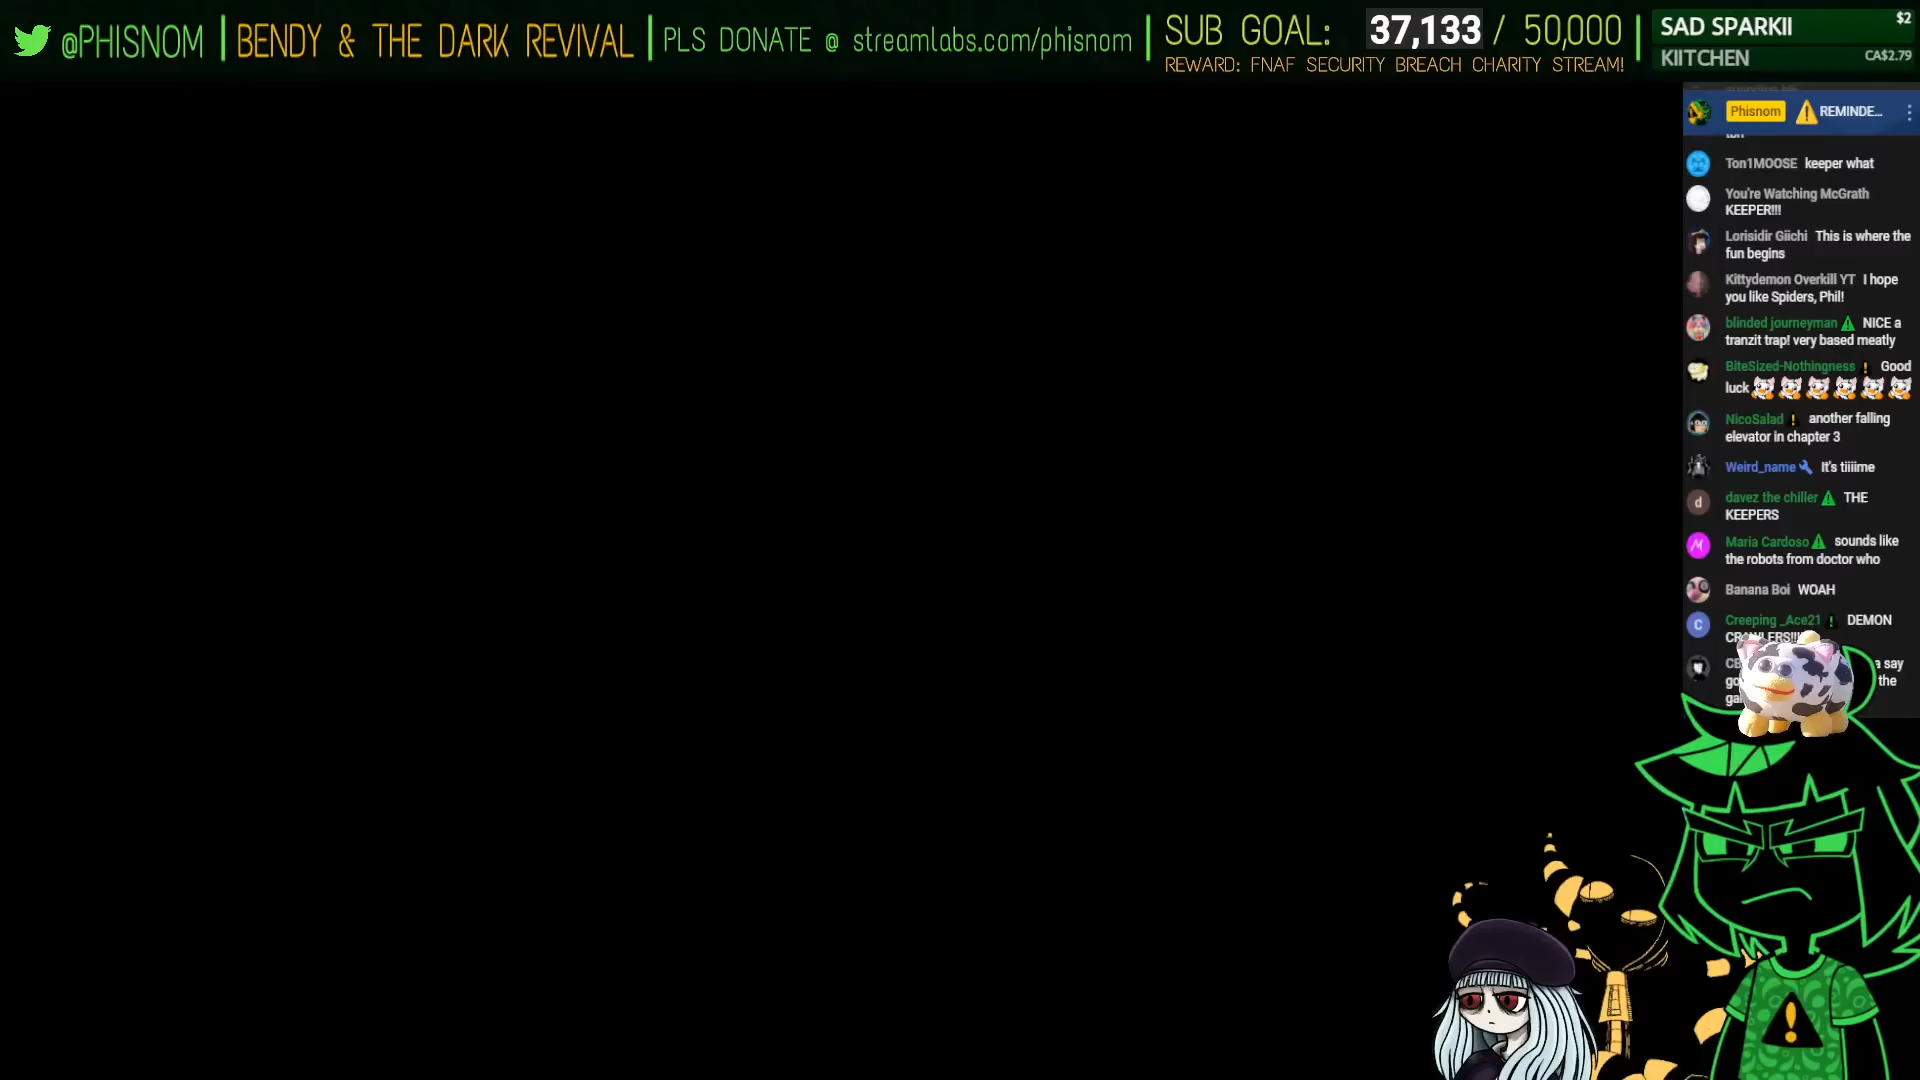 @PHISNOM | BENDY & THE DARK REVIVAL | PLS DONATE @ streamlabs.com/phisnom | SUB GOAL: 37,133 / 50,000
REWARD: FNAF SECURITY BREACH CHARITY STREAM!
SAD SPARKII $2
KIITCHEN CA$2.79
Phisnom REMINDE...
Ton1MOOSE keeper what
You're Watching McGrath
KEEPER!!!
Lorisidir Giichi This is where the
fun begins
Kittydemon Overkill YT I hope
you like Spiders, Phil!
blinded journeyman NICE a
tranzit trap! very based meatly
BiteSized-Nothingness Good
luck
NicoSalad another falling
elevator in chapter 3
Weird_name It's tiiiime
davez the chiller THE
KEEPERS
Maria Cardoso sounds like
the robots from doctor who
Banana Boi WOAH
Creeping _Ace21 DEMON
a say
the